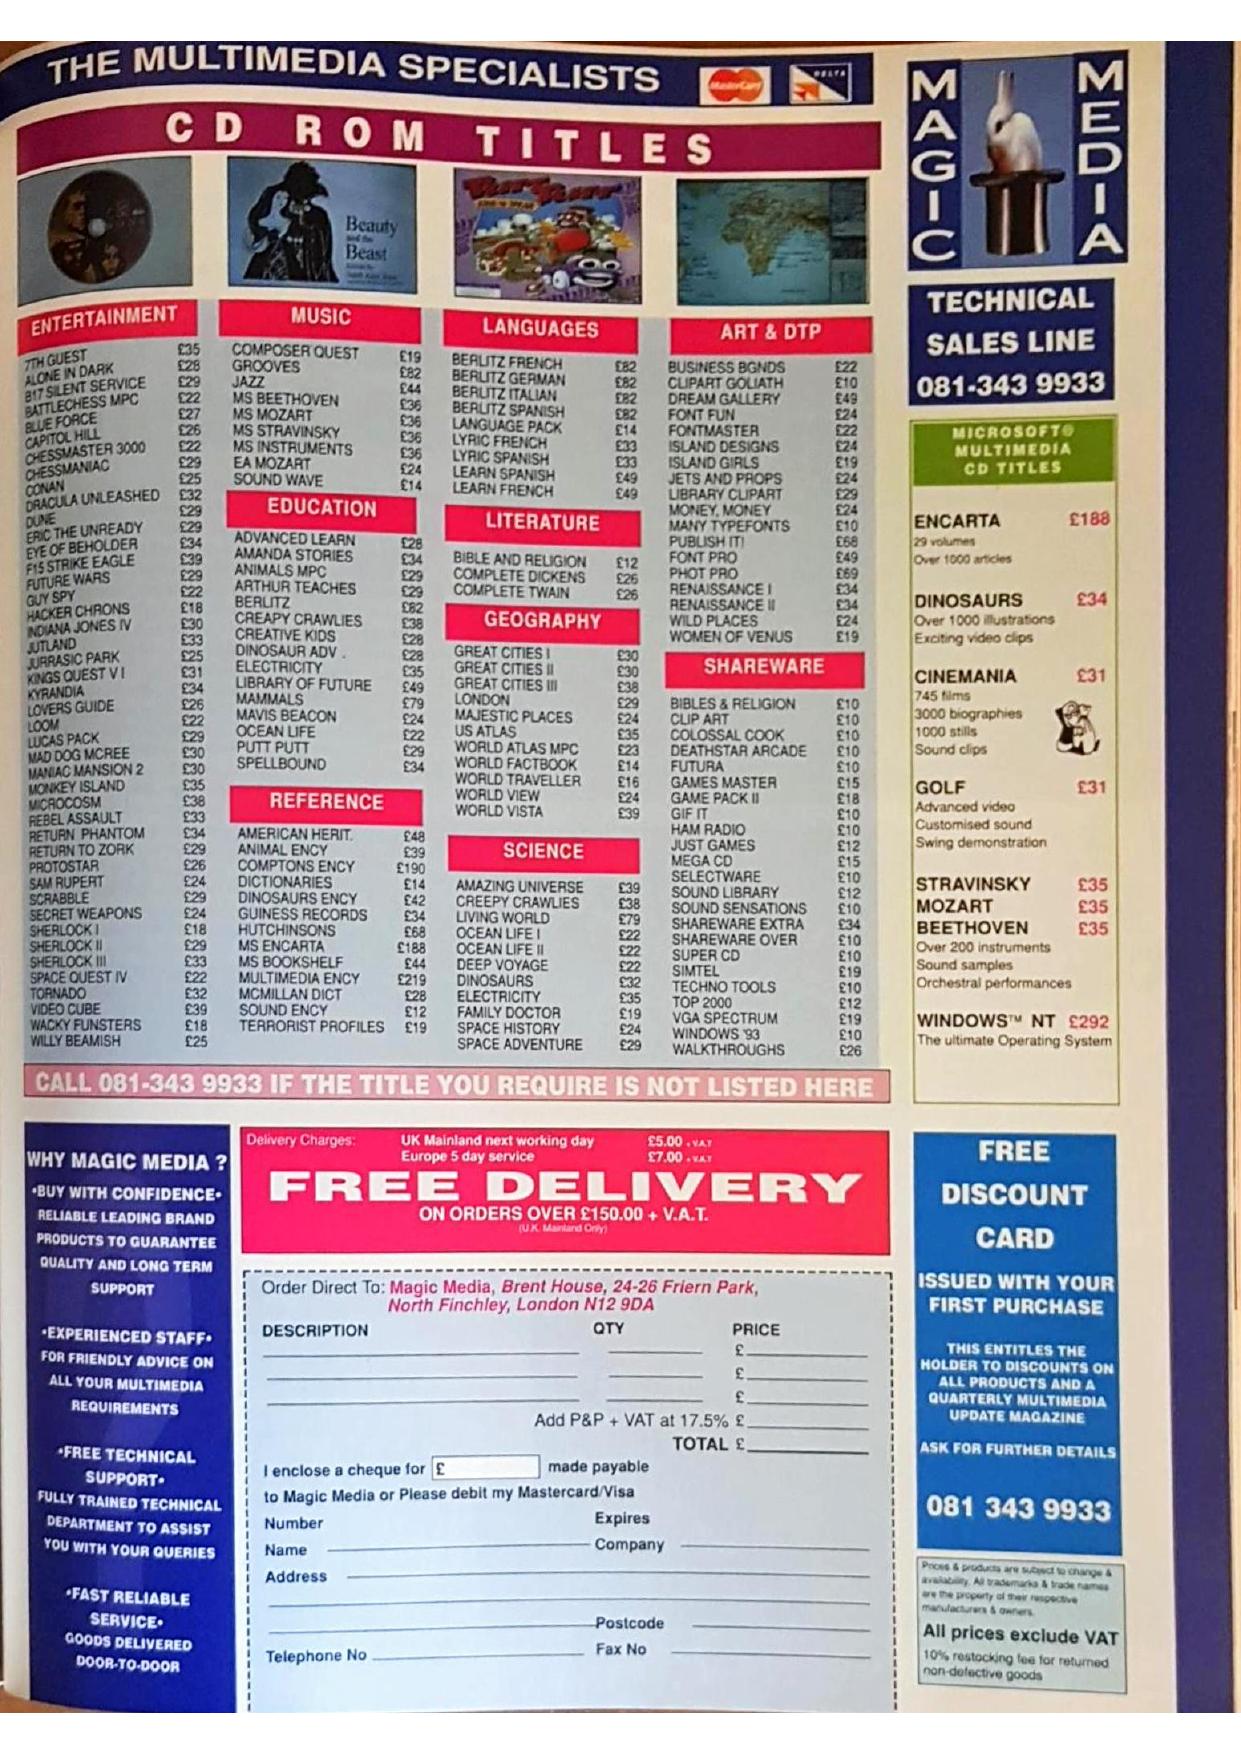 THE MULTIMEDIA SPECIALISTS
MasterCard
DELTA
CD ROM TITLES
Beauty
and the
Beast
ENTERTAINMENT
7TH GUEST £35
ALONE IN DARK £28
B17 SILENT SERVICE £29
BATTLECHESS MPC £22
BLUE FORCE £27
CAPITOL HILL £26
CHESSMASTER 3000 £22
CHESSMANIAC £29
CONAN £25
DRACULA UNLEASHED £32
DUNE £29
ERIC THE UNREADY £29
EYE OF BEHOLDER £34
F15 STRIKE EAGLE £39
FUTURE WARS £29
GUY SPY £22
HACKER CHRONS £18
INDIANA JONES IV £30
JUTLAND £33
JURRASIC PARK £25
KINGS QUEST V I £31
KYRANDIA £34
LOVERS GUIDE £26
LOOM £22
LUCAS PACK £29
MAD DOG MCREE £30
MANIAC MANSION 2 £30
MONKEY ISLAND £35
MICROCOSM £38
REBEL ASSAULT £33
RETURN PHANTOM £34
RETURN TO ZORK £29
PROTOSTAR £26
SAM RUPERT £24
SCRABBLE £29
SECRET WEAPONS £24
SHERLOCK I £18
SHERLOCK II £29
SHERLOCK III £33
SPACE QUEST IV £22
TORNADO £32
VIDEO CUBE £39
WACKY FUNSTERS £18
WILLY BEAMISH £25
MUSIC
COMPOSER QUEST £19
GROOVES £82
JAZZ £44
MS BEETHOVEN £36
MS MOZART £36
MS STRAVINSKY £36
MS INSTRUMENTS £36
EA MOZART £24
SOUND WAVE £14
EDUCATION
ADVANCED LEARN £28
AMANDA STORIES £34
ANIMALS MPC £29
ARTHUR TEACHES £29
BERLITZ £82
CREAPY CRAWLIES £38
CREATIVE KIDS £28
DINOSAUR ADV . £28
ELECTRICITY £35
LIBRARY OF FUTURE £49
MAMMALS £79
MAVIS BEACON £24
OCEAN LIFE £22
PUTT PUTT £29
SPELLBOUND £34
REFERENCE
AMERICAN HERIT. £48
ANIMAL ENCY £39
COMPTONS ENCY £190
DICTIONARIES £14
DINOSAURS ENCY £42
GUINESS RECORDS £34
HUTCHINSONS £68
MS ENCARTA £188
MS BOOKSHELF £44
MULTIMEDIA ENCY £219
MCMILLAN DICT £28
SOUND ENCY £12
TERRORIST PROFILES £19
LANGUAGES
BERLITZ FRENCH £82
BERLITZ GERMAN £82
BERLITZ ITALIAN £82
BERLITZ SPANISH £82
LANGUAGE PACK £14
LYRIC FRENCH £33
LYRIC SPANISH £33
LEARN SPANISH £49
LEARN FRENCH £49
LITERATURE
BIBLE AND RELIGION £12
COMPLETE DICKENS £26
COMPLETE TWAIN £26
GEOGRAPHY
GREAT CITIES I £30
GREAT CITIES II £30
GREAT CITIES III £38
LONDON £29
MAJESTIC PLACES £24
US ATLAS £35
WORLD ATLAS MPC £23
WORLD FACTBOOK £14
WORLD TRAVELLER £16
WORLD VIEW £24
WORLD VISTA £39
SCIENCE
AMAZING UNIVERSE £39
CREEPY CRAWLIES £38
LIVING WORLD £79
OCEAN LIFE I £22
OCEAN LIFE II £22
DEEP VOYAGE £22
DINOSAURS £32
ELECTRICITY £35
FAMILY DOCTOR £19
SPACE HISTORY £24
SPACE ADVENTURE £29
ART & DTP
BUSINESS BGNDS £22
CLIPART GOLIATH £10
DREAM GALLERY £49
FONT FUN £24
FONTMASTER £22
ISLAND DESIGNS £24
ISLAND GIRLS £19
JETS AND PROPS £24
LIBRARY CLIPART £29
MONEY, MONEY £24
MANY TYPEFONTS £10
PUBLISH IT! £68
FONT PRO £49
PHOT PRO £69
RENAISSANCE I £34
RENAISSANCE II £34
WILD PLACES £24
WOMEN OF VENUS £19
SHAREWARE
BIBLES & RELIGION £10
CLIP ART £10
COLOSSAL COOK £10
DEATHSTAR ARCADE £10
FUTURA £10
GAMES MASTER £15
GAME PACK II £18
GIF IT £10
HAM RADIO £10
JUST GAMES £12
MEGA CD £15
SELECTWARE £10
SOUND LIBRARY £12
SOUND SENSATIONS £10
SHAREWARE EXTRA £34
SHAREWARE OVER £10
SUPER CD £10
SIMTEL £19
TECHNO TOOLS £10
TOP 2000 £12
VGA SPECTRUM £19
WINDOWS '93 £10
WALKTHROUGHS £26
CALL 081-343 9933 IF THE TITLE YOU REQUIRE IS NOT LISTED HERE
MAGIC MEDIA
TECHNICAL
SALES LINE
081-343 9933
MICROSOFT®
MULTIMEDIA
CD TITLES
ENCARTA £188
29 volumes
Over 1000 articles
DINOSAURS £34
Over 1000 illustrations
Exciting video clips
CINEMANIA £31
745 films
3000 biographies
1000 stills
Sound clips
GOLF £31
Advanced video
Customised sound
Swing demonstration
STRAVINSKY £35
MOZART £35
BEETHOVEN £35
Over 200 instruments
Sound samples
Orchestral performances
WINDOWS™ NT £292
The ultimate Operating System
WHY MAGIC MEDIA ?
•BUY WITH CONFIDENCE•
RELIABLE LEADING BRAND
PRODUCTS TO GUARANTEE
QUALITY AND LONG TERM
SUPPORT
•EXPERIENCED STAFF•
FOR FRIENDLY ADVICE ON
ALL YOUR MULTIMEDIA
REQUIREMENTS
•FREE TECHNICAL
SUPPORT•
FULLY TRAINED TECHNICAL
DEPARTMENT TO ASSIST
YOU WITH YOUR QUERIES
•FAST RELIABLE
SERVICE•
GOODS DELIVERED
DOOR-TO-DOOR
Delivery Charges: UK Mainland next working day £5.00 + V.A.T
Europe 5 day service £7.00 + V.A.T
FREE DELIVERY
ON ORDERS OVER £150.00 + V.A.T.
(U.K. Mainland Only)
Order Direct To: Magic Media, Brent House, 24-26 Friern Park,
North Finchley, London N12 9DA
DESCRIPTION QTY PRICE
£
£
£
Add P&P + VAT at 17.5% £
TOTAL £
I enclose a cheque for £ made payable
to Magic Media or Please debit my Mastercard/Visa
Number Expires
Name Company
Address
Postcode
Telephone No Fax No
FREE
DISCOUNT
CARD
ISSUED WITH YOUR
FIRST PURCHASE
THIS ENTITLES THE
HOLDER TO DISCOUNTS ON
ALL PRODUCTS AND A
QUARTERLY MULTIMEDIA
UPDATE MAGAZINE
ASK FOR FURTHER DETAILS
081 343 9933
Prices & products are subject to change &
availability. All trademarks & trade names
are the property of their respective
manufacturers & owners.
All prices exclude VAT
10% restocking fee for returned
non-defective goods